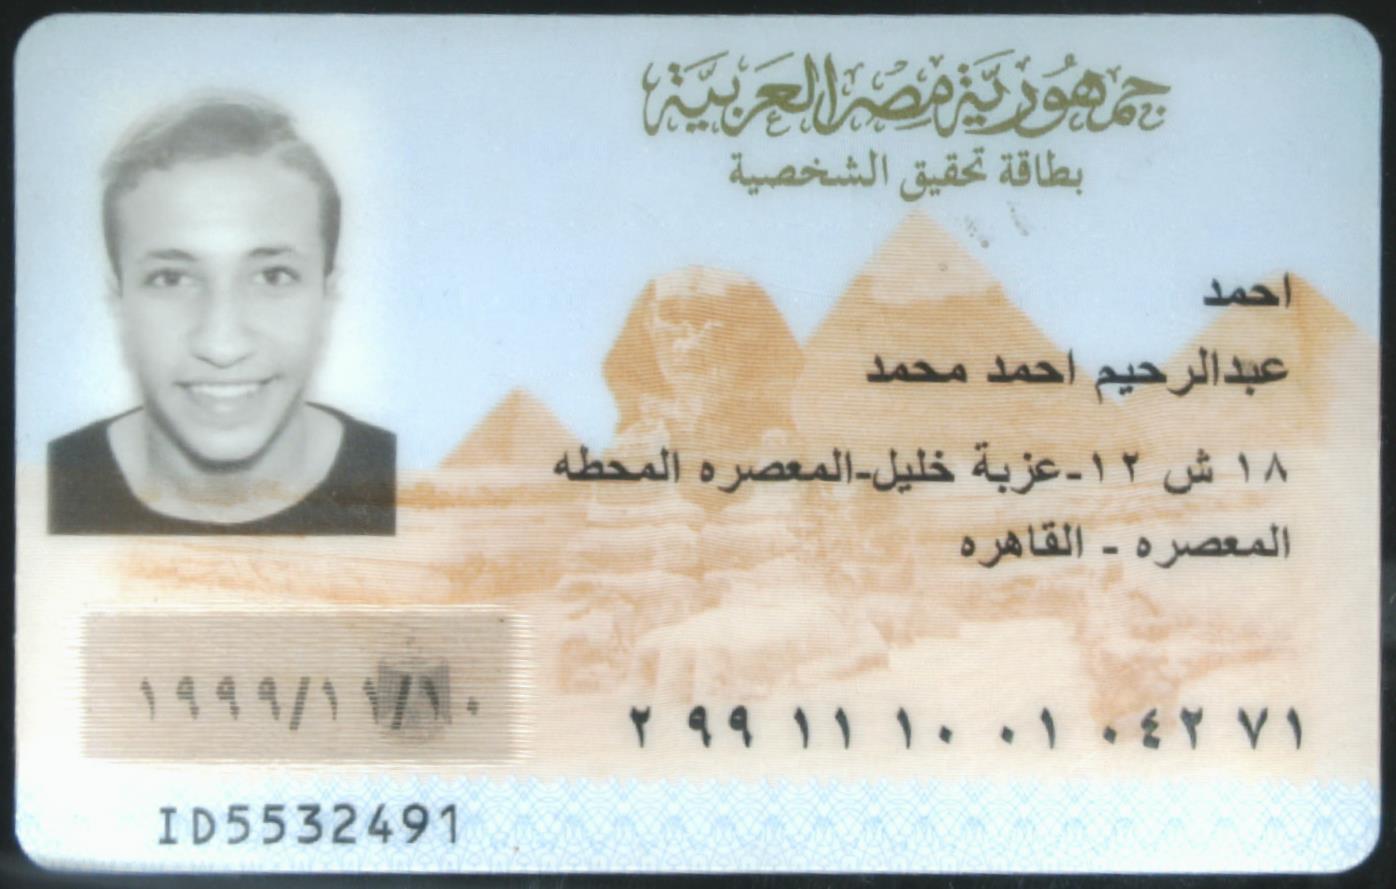 جمهورية مصر العربية
بطاقة تحقيق الشخصية
احمد
عبدالرحيم احمد محمد
١٨ ش ١٢-عزبة خليل-المعصره المحطه
المعصره - القاهره
١٩٩٩/١١/١٠
٢ ٩٩ ١١ ١٠ ٠١ ٠٤٢ ٧١
ID5532491